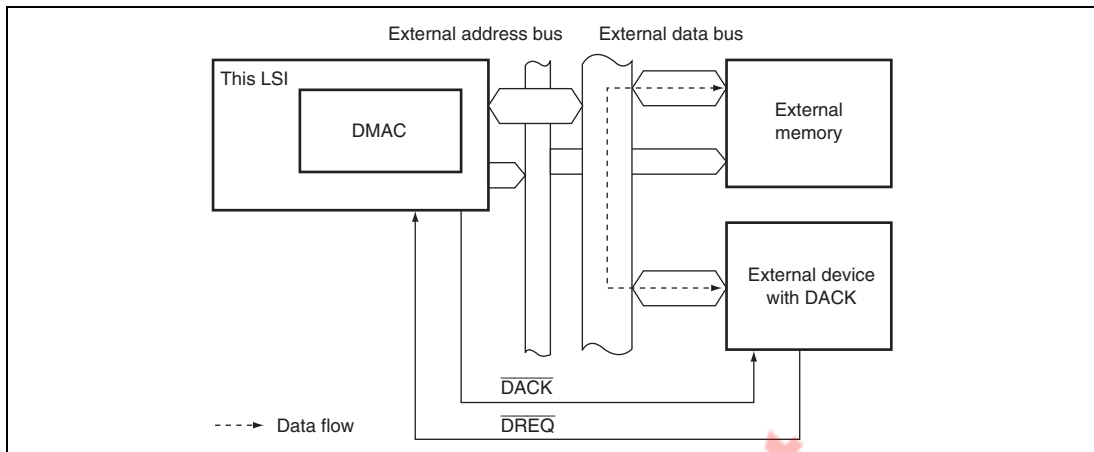 External address bus
External data bus
This LSI
DMAC
External
memory
External device
with DACK
DACK
DREQ
Data flow